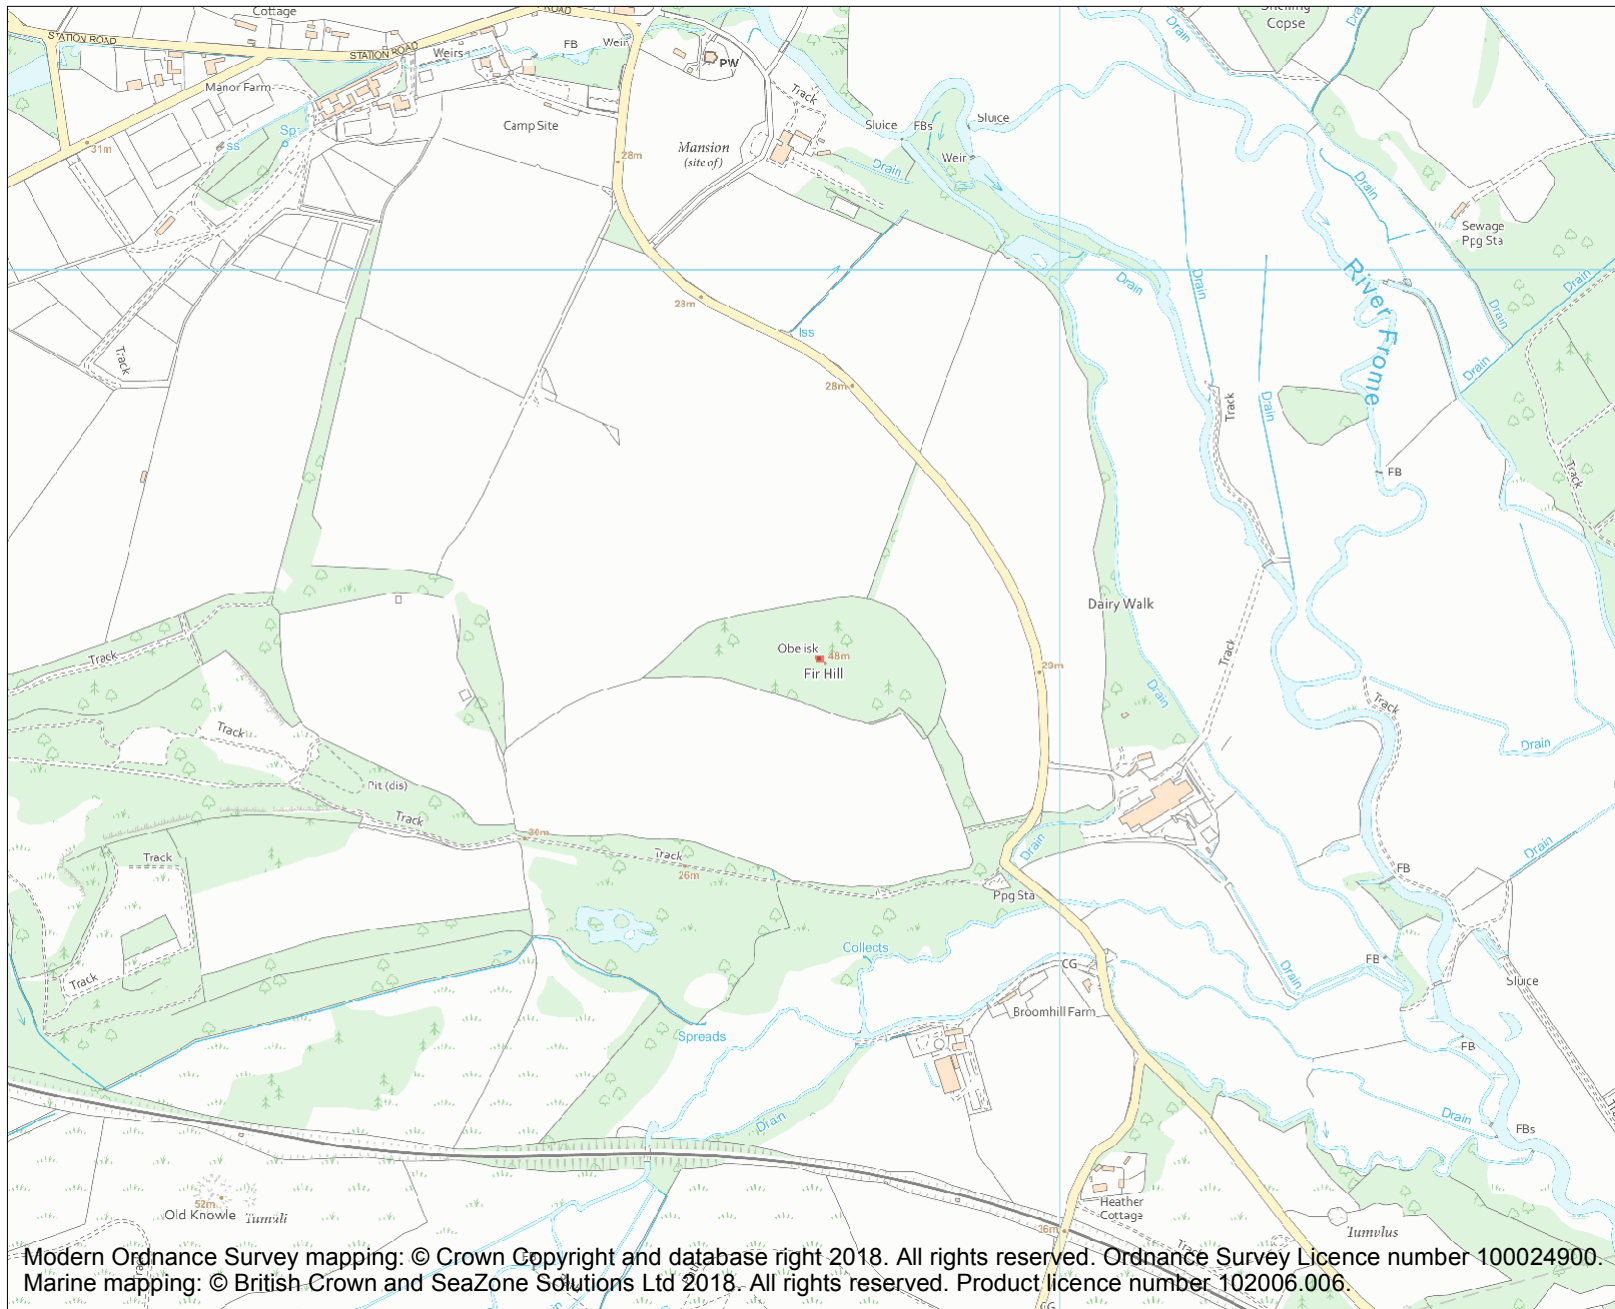 Cottage
ROAD
STATION ROAD
STATION ROAD
Weirs
FB
Weir
PW
Drain
Copse
Manor Farm
Track
Camp Site
Sluice
FBs
Sluice
31m
28m
Mansion
(site of)
Drain
Weir
Drain
Sewage
Ppg Sta
River Frome
Drain
Drain
Drain
Drain
28m
Iss
Track
28m
Drain
Track
Drain
FB
Track
Dairy Walk
Obelisk
48m
Fir Hill
Track
29m
Track
Drain
Track
Track
Drain
Pit (dis)
Track
30m
Track
26m
Track
Drain
Drain
FB
Ppg Sta
Collects
CG
FB
Track
Drain
Sluice
Broomhill Farm
Spreads
FB
Drain
Drain
FBs
52m
Old Knowle
Tumuli
Heather
Cottage
36m
Tumulus
Track
Modern Ordnance Survey mapping: © Crown Copyright and database right 2018. All rights reserved. Ordnance Survey Licence number 100024900.
Marine mapping: © British Crown and SeaZone Solutions Ltd 2018. All rights reserved. Product licence number 102006.006.